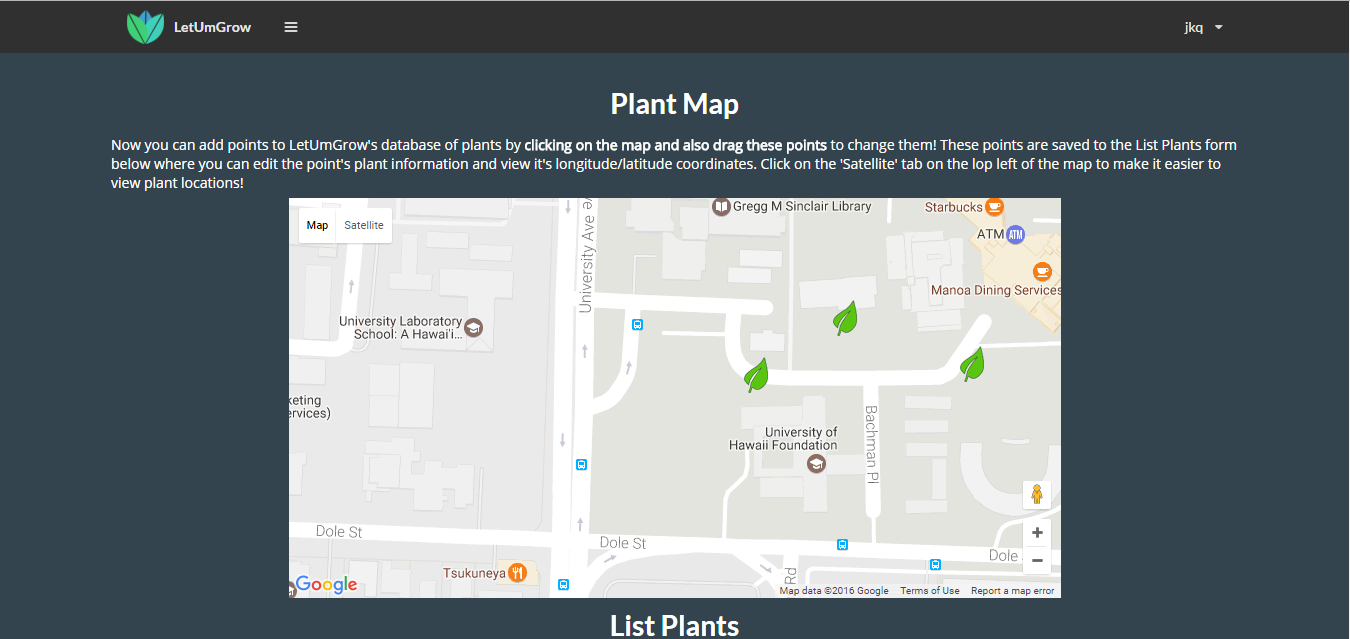 LetUmGrow
jkq
Plant Map
Now you can add points to LetUmGrow's database of plants by clicking on the map and also drag these points to change them! These points are saved to the List Plants form
below where you can edit the point's plant information and view it's longitude/latitude coordinates. Click on the 'Satellite' tab on the lop left of the map to make it easier to
view plant locations!
Map Satellite
University Ave
Gregg M Sinclair Library
Starbucks
ATM
ATM
Manoa Dining Services
University Laboratory
School: A Hawai'i...
keting
ervices)
University of
Hawaii Foundation
Bachman Pl
Dole St
Dole St
Dole
Rd
Tsukuneya
Google
Map data ©2016 Google Terms of Use Report a map error
List Plants